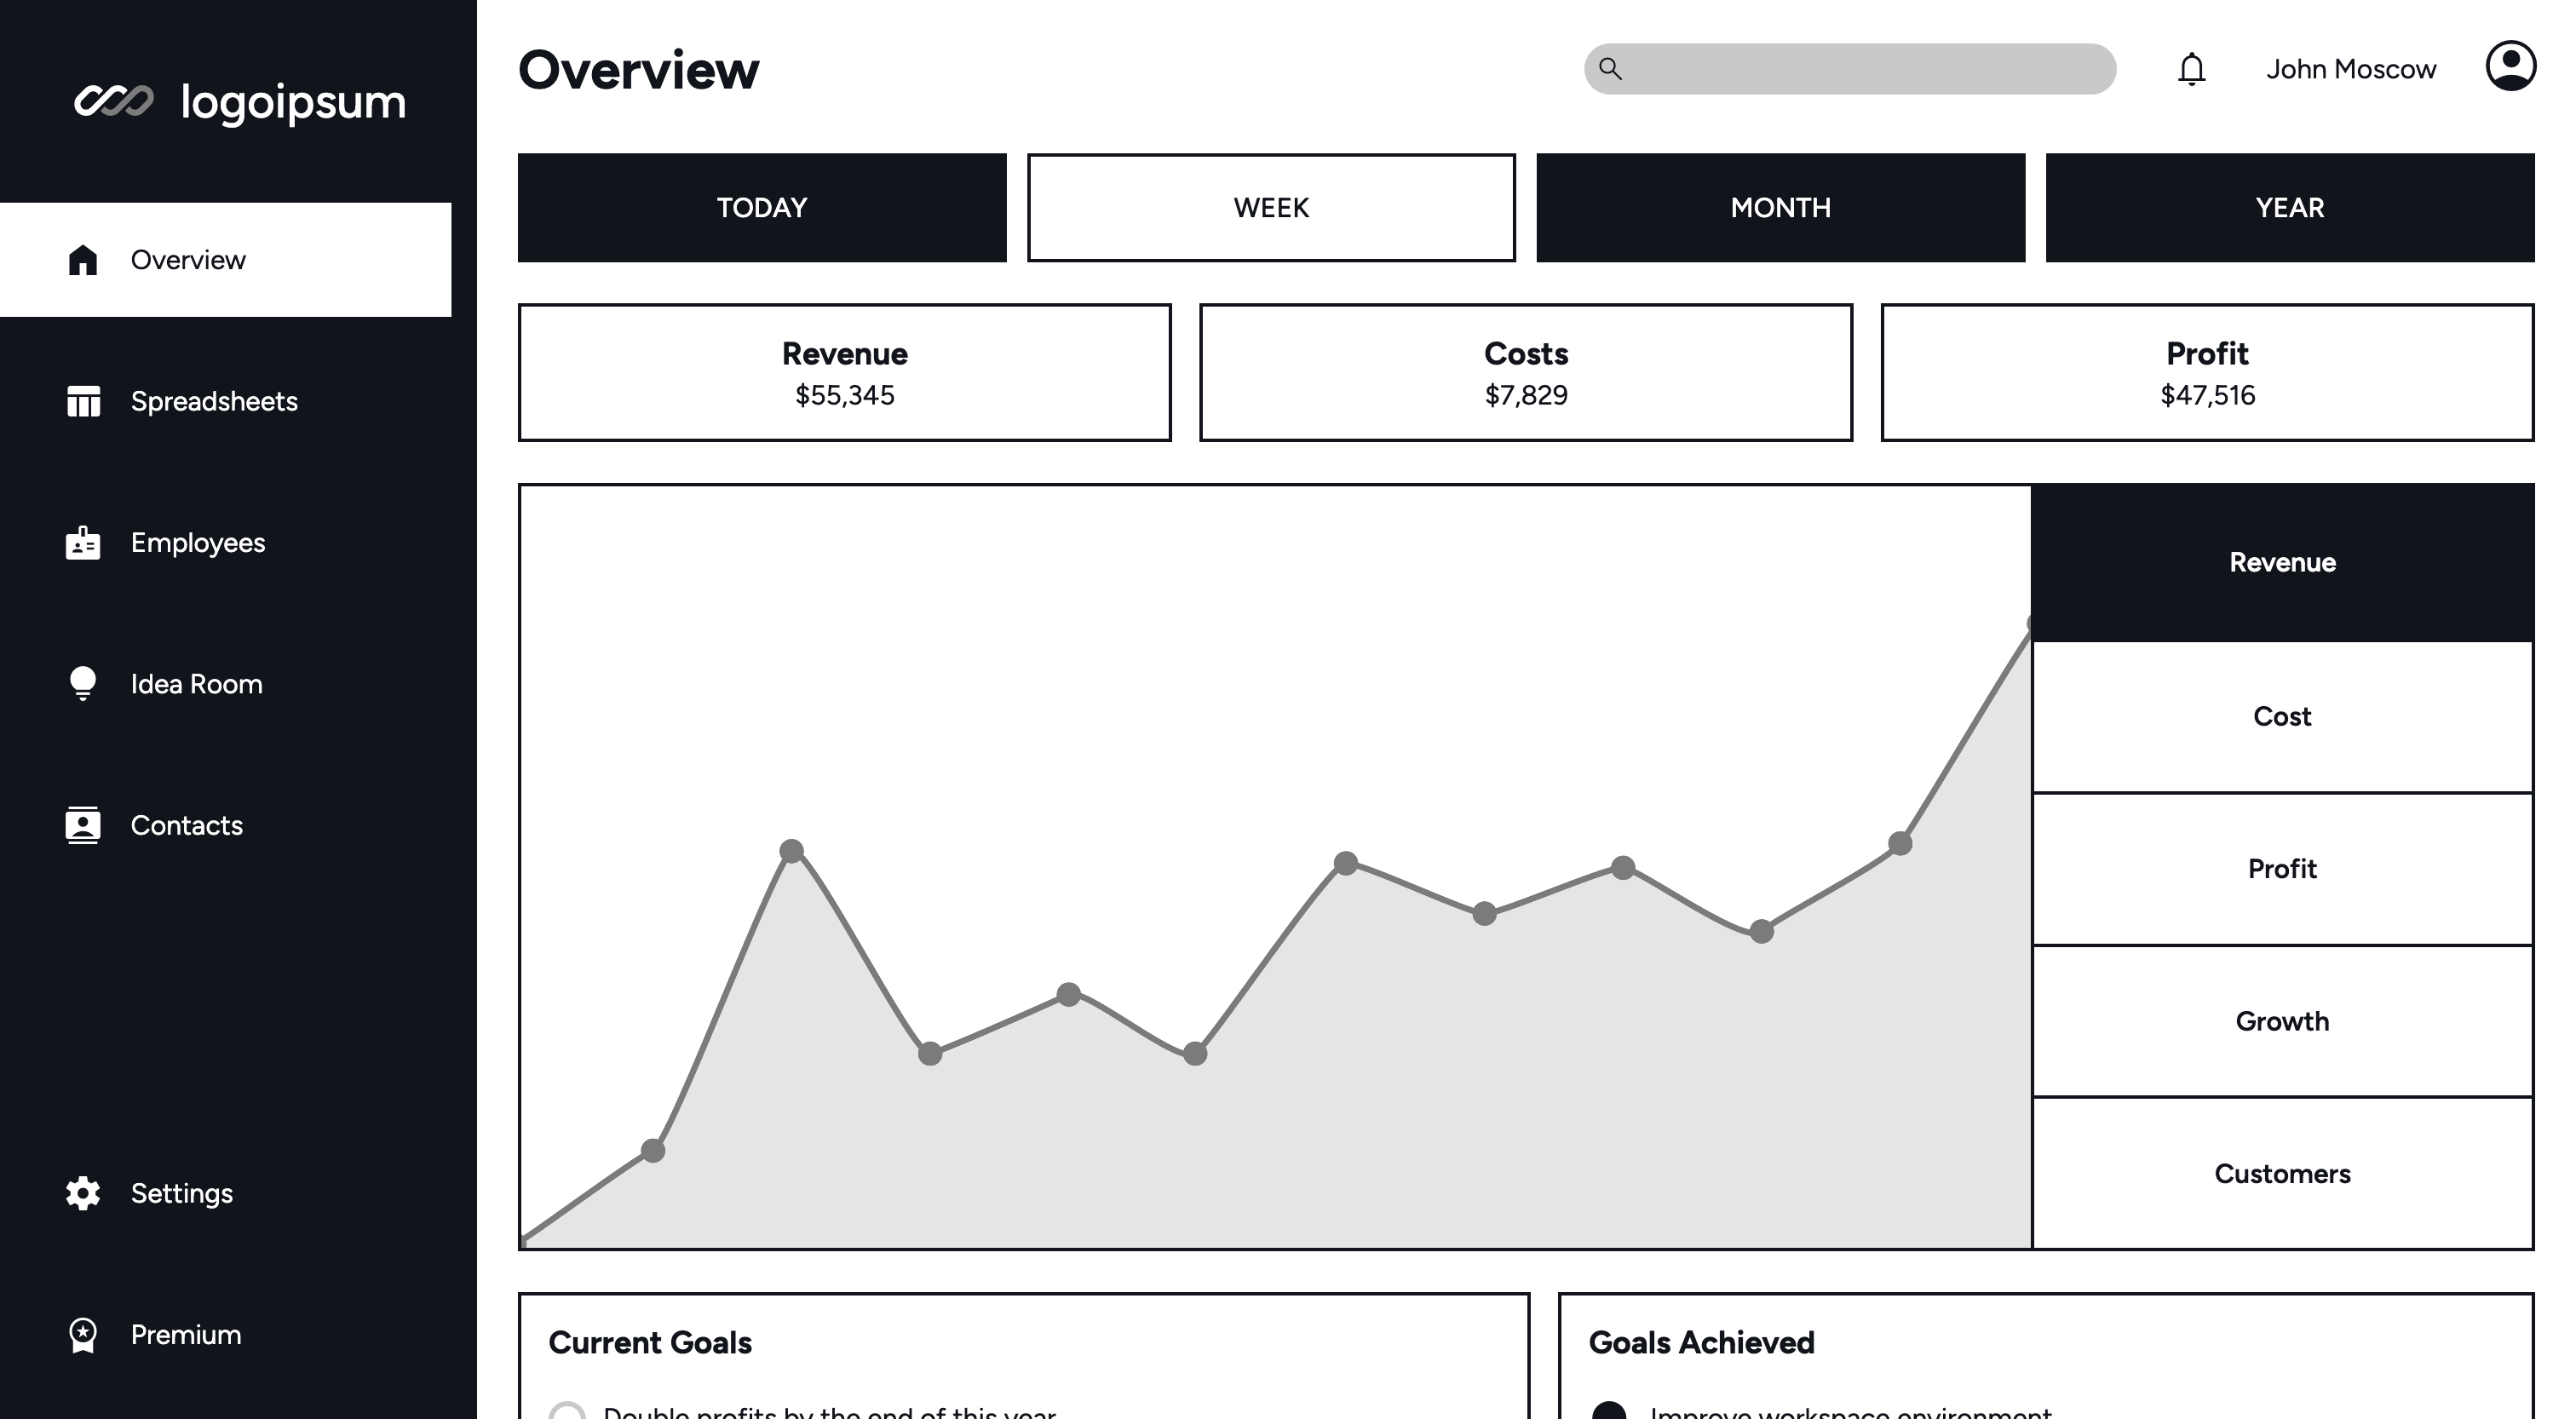 logoipsum
Overview
Spreadsheets
Employees
Idea Room
Contacts
Settings
Premium
Overview
John Moscow
TODAY
WEEK
MONTH
YEAR
Revenue
$55,345
Costs
$7,829
Profit
$47,516
Revenue
Cost
Profit
Growth
Customers
Current Goals
Double profits by the end of this year
Goals Achieved
Improve workspace environment